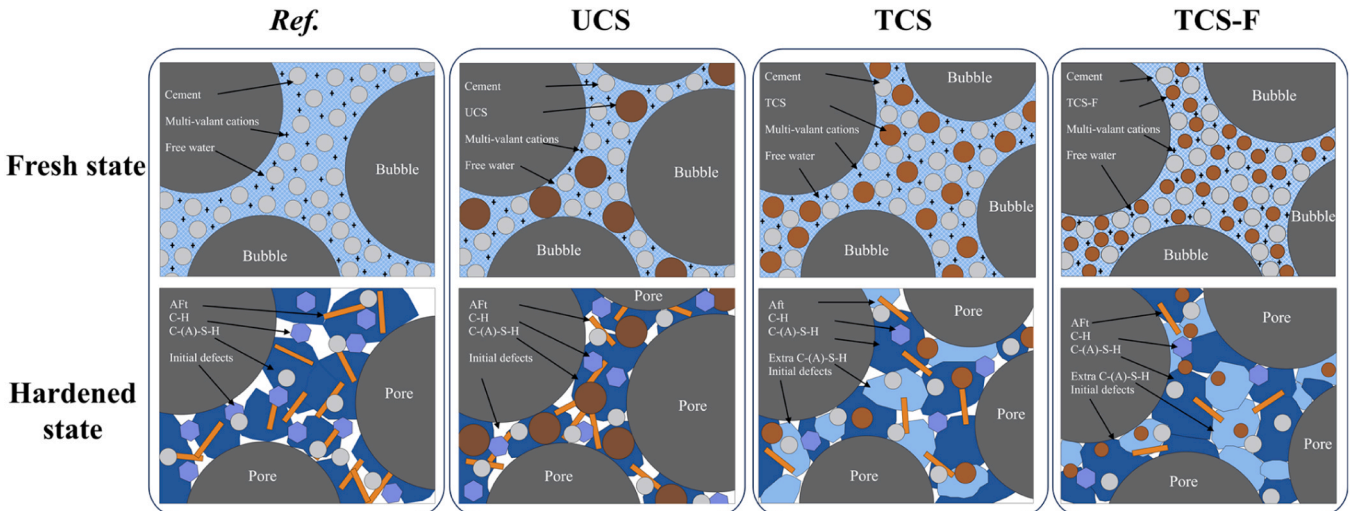 Ref.
UCS
TCS
TCS-F
Fresh state
Cement
Multi-valant cations
Free water
Bubble
Bubble
Cement
UCS
Multi-valant cations
Free water
Bubble
Bubble
Cement
TCS
Multi-valant cations
Free water
Bubble
Bubble
Bubble
Cement
TCS-F
Multi-valant cations
Free water
Bubble
Bubble
Bubble
Hardened
state
AFt
C-H
C-(A)-S-H
Initial defects
Pore
Pore
AFt
C-H
C-(A)-S-H
Initial defects
Pore
Pore
Pore
Aft
C-H
C-(A)-S-H
Extra C-(A)-S-H
Initial defects
Pore
Pore
AFt
C-H
C-(A)-S-H
Extra C-(A)-S-H
Initial defects
Pore
Pore
Pore